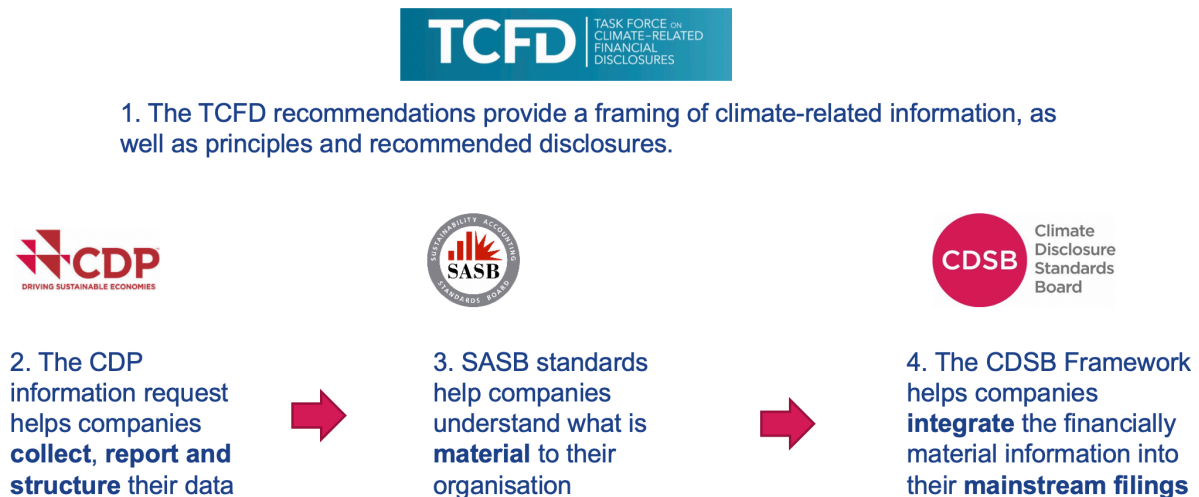 TCFD
TASK FORCE ON
CLIMATE-RELATED
FINANCIAL
DISCLOSURES
1. The TCFD recommendations provide a framing of climate-related information, as
well as principles and recommended disclosures.
CDP
DRIVING SUSTAINABLE ECONOMIES
SUSTAINABILITY ACCOUNTING
SASB
STANDARDS BOARD
CDSB
Climate
Disclosure
Standards
Board
2. The CDP
information request
helps companies
collect, report and
structure their data
3. SASB standards
help companies
understand what is
material to their
organisation
4. The CDSB Framework
helps companies
integrate the financially
material information into
their mainstream filings